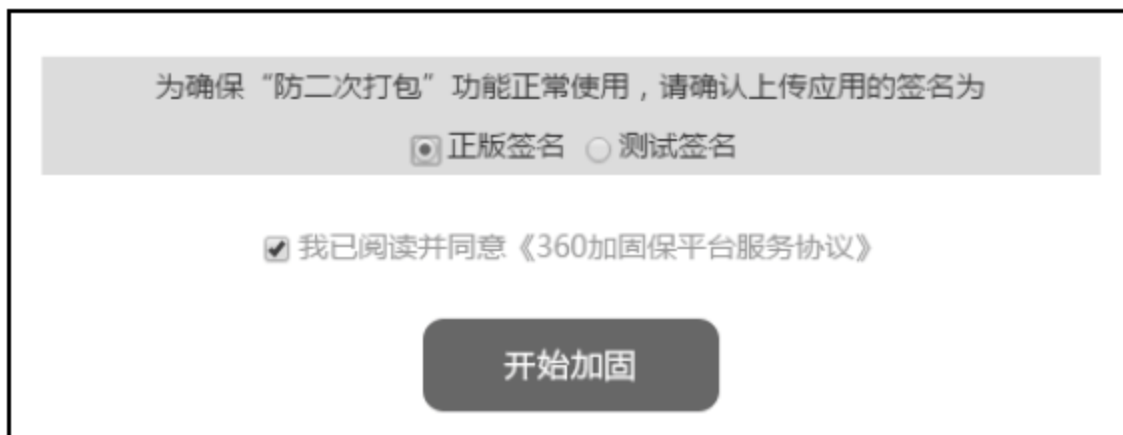 为确保“防二次打包”功能正常使用，请确认上传应用的签名为
正版签名 测试签名
我已阅读并同意《360加固保平台服务协议》
开始加固